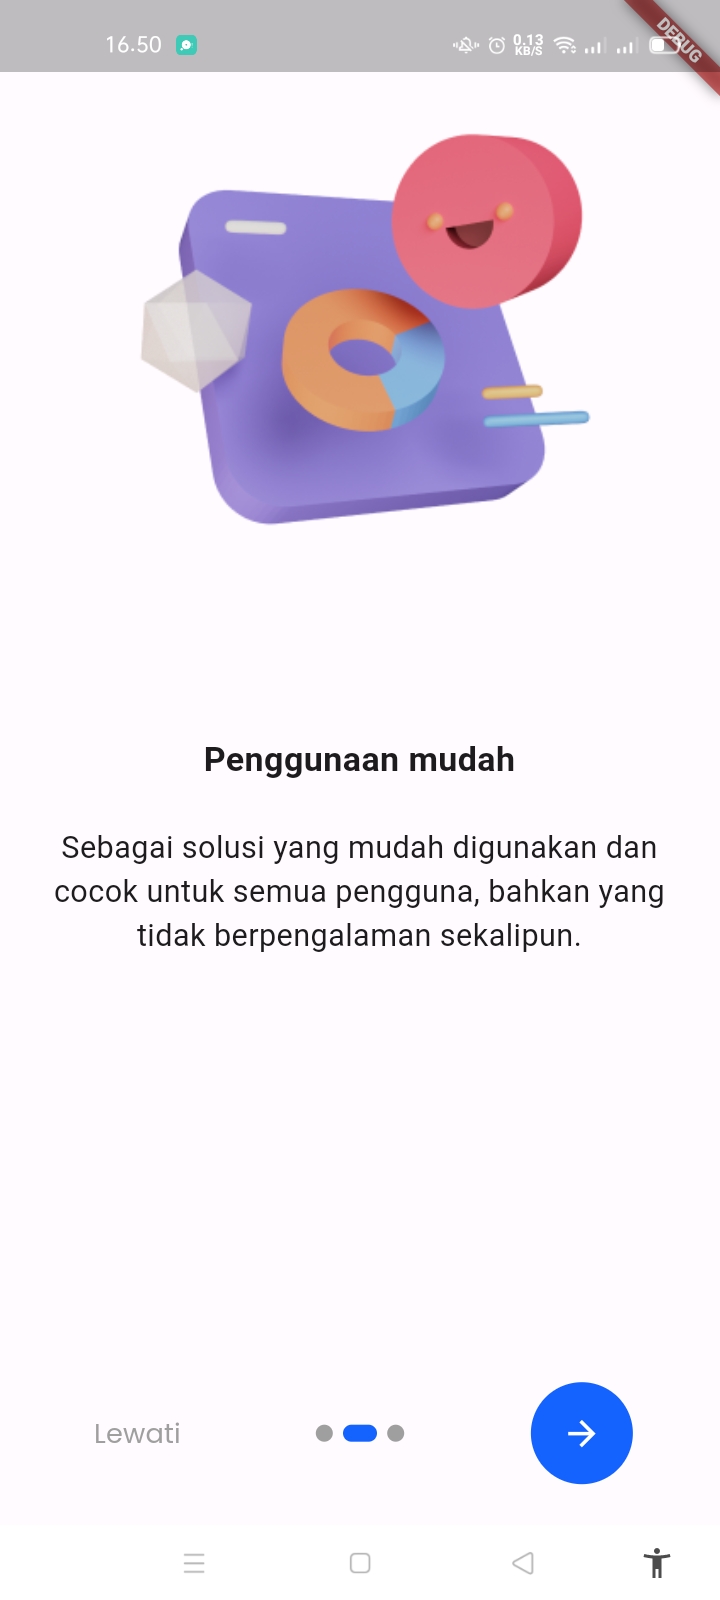 16.50
0.13
KB/S
DEBUG
Penggunaan mudah
Sebagai solusi yang mudah digunakan dan
cocok untuk semua pengguna, bahkan yang
tidak berpengalaman sekalipun.
Lewati